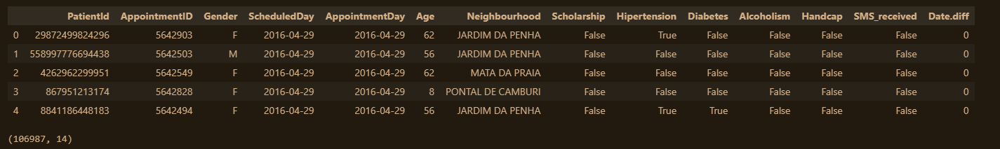 PatientId AppointmentID Gender ScheduledDay AppointmentDay Age Neighbourhood Scholarship Hipertension Diabetes Alcoholism Handcap SMS_received Date.diff
0 29872499824296 5642903 F 2016-04-29 2016-04-29 62 JARDIM DA PENHA False True False False False False 0
1 558997776694438 5642503 M 2016-04-29 2016-04-29 56 JARDIM DA PENHA False False False False False False 0
2 4262962299951 5642549 F 2016-04-29 2016-04-29 62 MATA DA PRAIA False False False False False False 0
3 867951213174 5642828 F 2016-04-29 2016-04-29 8 PONTAL DE CAMBURI False False False False False False 0
4 8841186448183 5642494 F 2016-04-29 2016-04-29 56 JARDIM DA PENHA False True True False False False 0
(106987, 14)